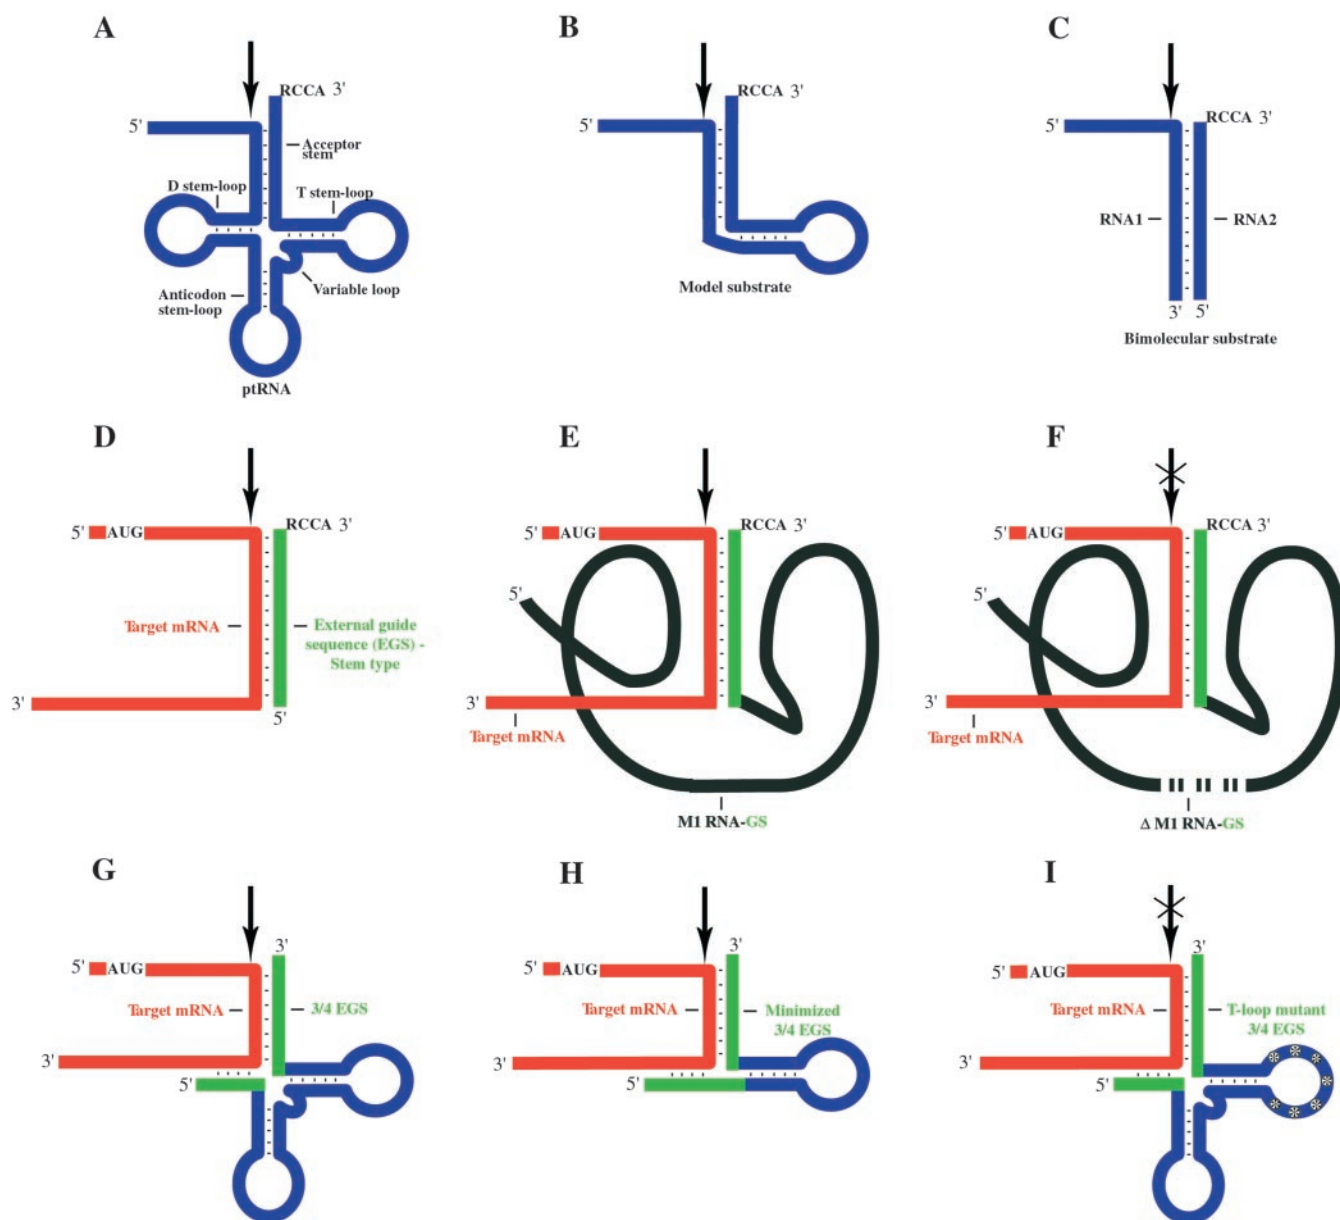 A
RCCA 3'
5'
Acceptor
stem
D stem-loop
T stem-loop
Anticodon
stem-loop
Variable loop
ptRNA
B
RCCA 3'
5'
Model substrate
C
RCCA 3'
5'
RNA1
RNA2
3' 5'
Bimolecular substrate
D
5' AUG
RCCA 3'
Target mRNA
External guide
sequence (EGS) -
Stem type
3'
5'
E
5' AUG
RCCA 3'
5'
3'
Target mRNA
M1 RNA-GS
F
5' AUG
RCCA 3'
5'
3'
Target mRNA
Δ M1 RNA-GS
G
3'
5' AUG
Target mRNA
3/4 EGS
3'
5'
H
3'
5' AUG
Target mRNA
Minimized
3/4 EGS
3'
5'
I
3'
5' AUG
Target mRNA
T-loop mutant
3/4 EGS
3'
5'